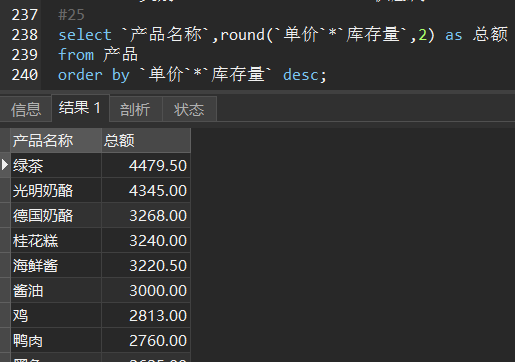 237 #25
238 select `产品名称`,round(`单价`*`库存量`,2) as 总额
239 from 产品
240 order by `单价`*`库存量` desc;
信息 结果 1 剖析 状态
产品名称 总额
绿茶 4479.50
光明奶酪 4345.00
德国奶酪 3268.00
桂花糕 3240.00
海鲜酱 3220.50
酱油 3000.00
鸡 2813.00
鸭肉 2760.00